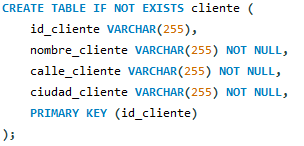 CREATE TABLE IF NOT EXISTS cliente (
    id_cliente VARCHAR(255),
    nombre_cliente VARCHAR(255) NOT NULL,
    calle_cliente VARCHAR(255) NOT NULL,
    ciudad_cliente VARCHAR(255) NOT NULL,
    PRIMARY KEY (id_cliente)
);